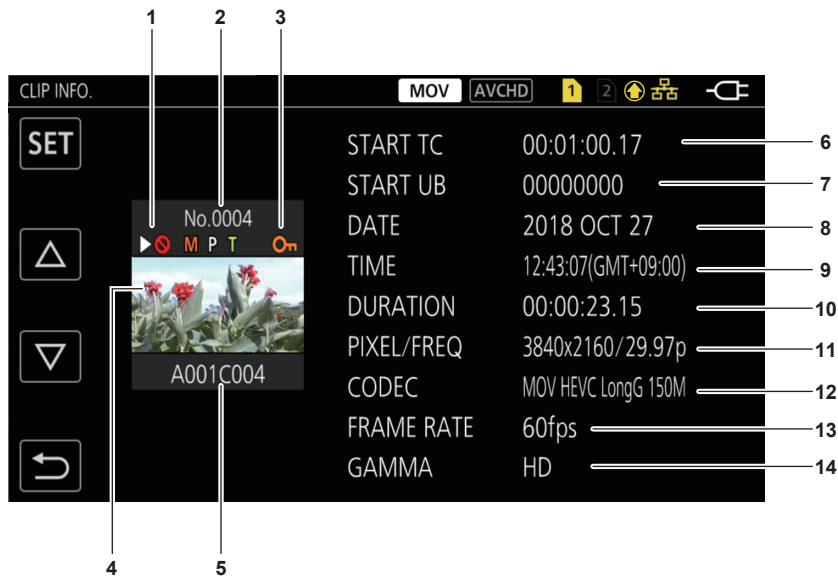 1 2 3
CLIP INFO. MOV AVCHD 1 2
SET
START TC 00:01:00.17 6
START UB 00000000 7
No.0004
DATE 2018 OCT 27 8
M P T
TIME 12:43:07(GMT+09:00) 9
4
DURATION 00:00:23.15 10
PIXEL/FREQ 3840x2160/29.97p 11
A001C004
CODEC MOV HEVC LongG 150M 12
FRAME RATE 60fps 13
GAMMA HD 14
5